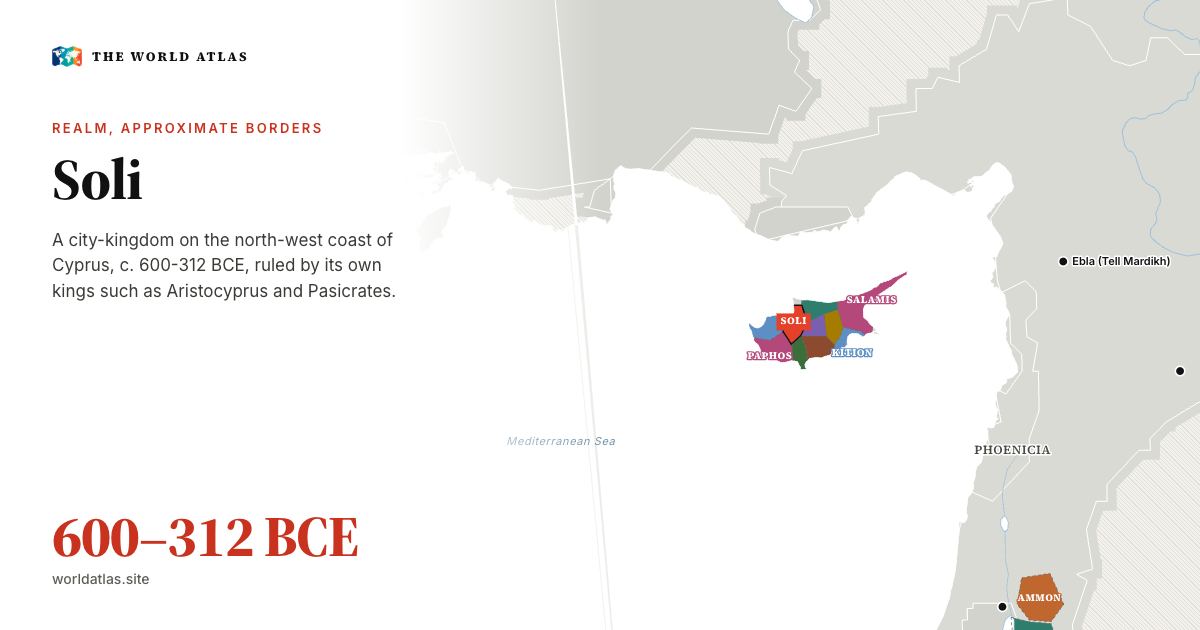 THE WORLD ATLAS
REALM, APPROXIMATE BORDERS
Soli
A city-kingdom on the north-west coast of
Cyprus, c. 600-312 BCE, ruled by its own
kings such as Aristocyprus and Pasicrates.
600–312 BCE
worldatlas.site
Ebla (Tell Mardikh)
SALAMIS
SOLI
PAPHOS
KITION
Mediterranean Sea
PHOENICIA
AMMON